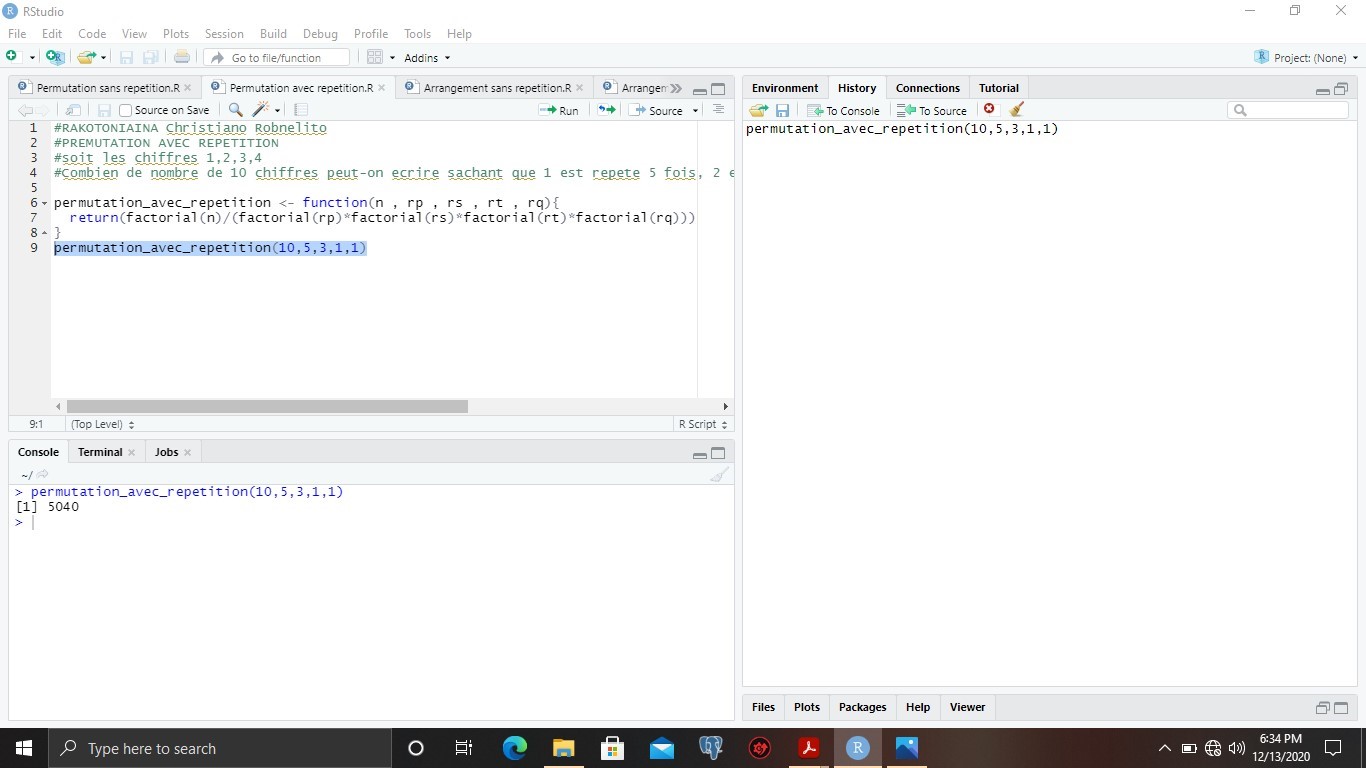 RStudio
File Edit Code View Plots Session Build Debug Profile Tools Help
Go to file/function Addins Project: (None)
Permutation sans repetition.R Permutation avec repetition.R Arrangement sans repetition.R Arrangem
Source on Save Run Source
1 #RAKOTONIAINA Christiano Robnelito
2 #PREMUTATION AVEC REPETITION
3 #soit les chiffres 1,2,3,4
4 #Combien de nombre de 10 chiffres peut-on ecrire sachant que 1 est repete 5 fois, 2 e
5
6 permutation_avec_repetition <- function(n , rp , rs , rt , rq){
7 return(factorial(n)/(factorial(rp)*factorial(rs)*factorial(rt)*factorial(rq)))
8 }
9 permutation_avec_repetition(10,5,3,1,1)
9:1 (Top Level) R Script
Console Terminal Jobs
~/
> permutation_avec_repetition(10,5,3,1,1)
[1] 5040
>
Environment History Connections Tutorial
To Console To Source
permutation_avec_repetition(10,5,3,1,1)
Files Plots Packages Help Viewer
Type here to search
6:34 PM
12/13/2020